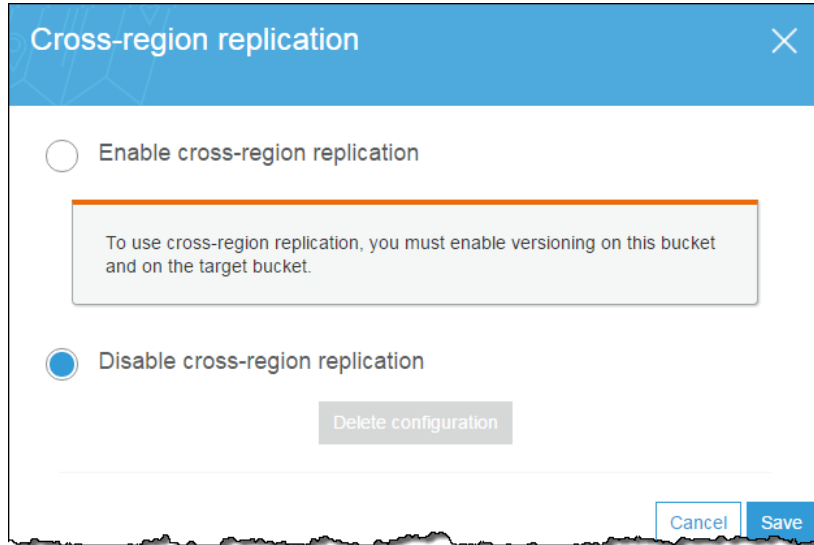 Cross-region replication
Enable cross-region replication
To use cross-region replication, you must enable versioning on this bucket
and on the target bucket.
Disable cross-region replication
Delete configuration
Cancel
Save